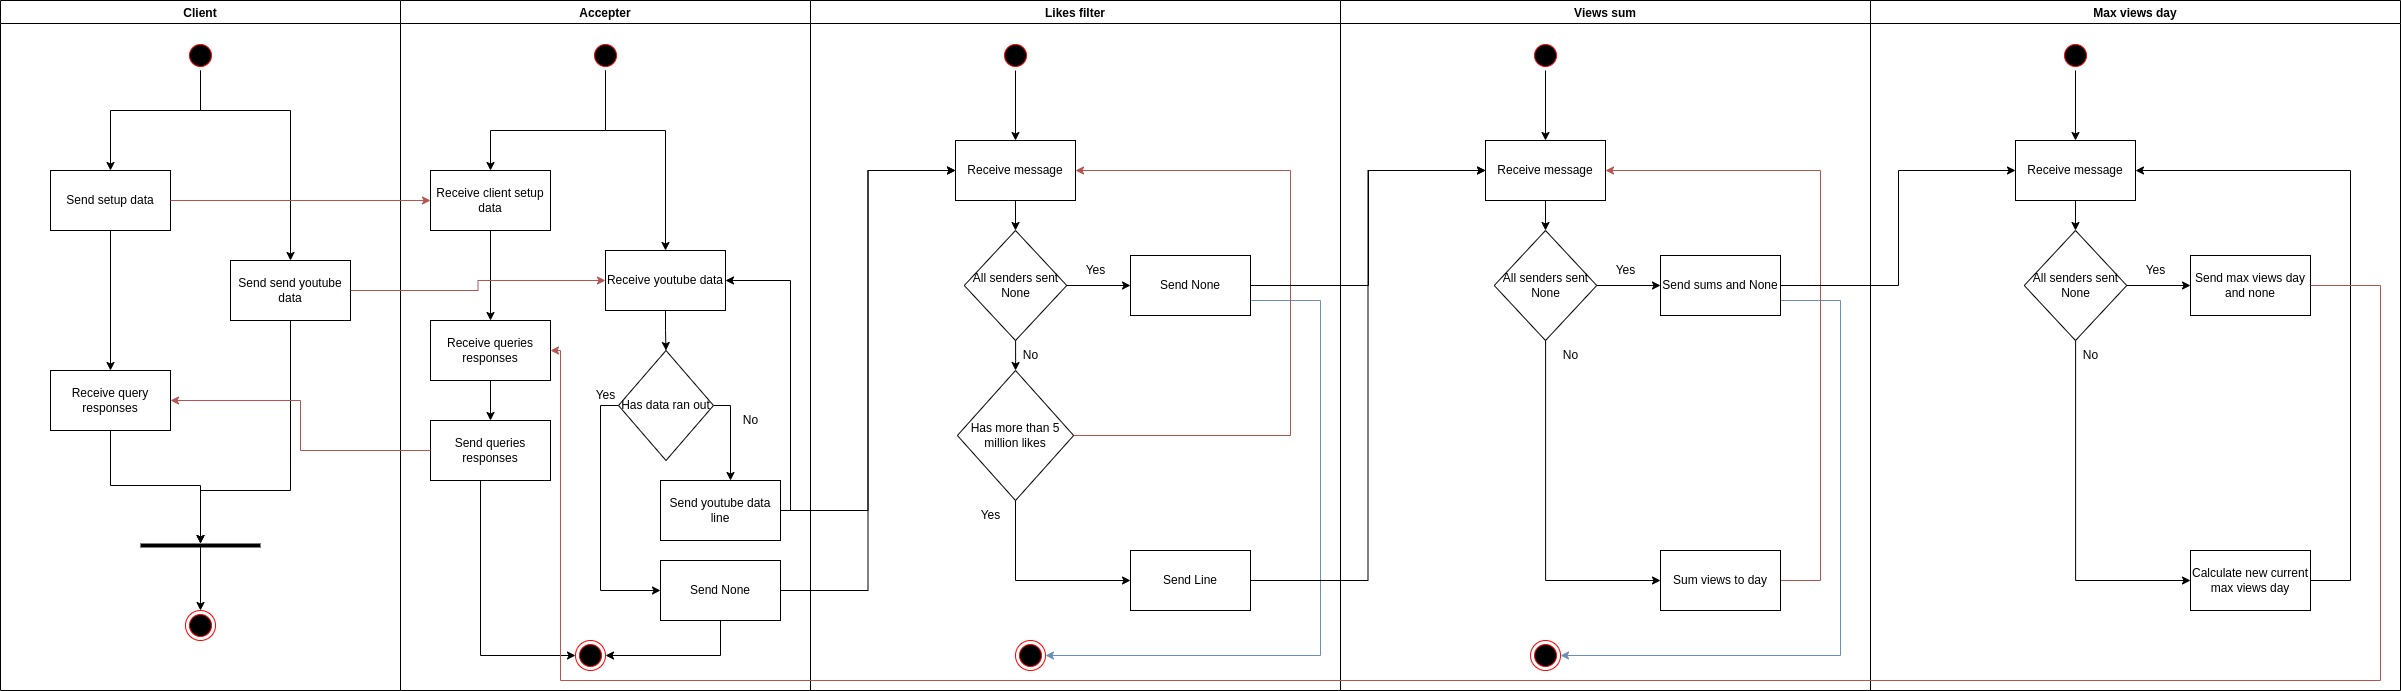 Client
Accepter
Likes filter
Views sum
Max views day
Send setup data
Send send youtube
data
Receive query
responses
Receive client setup
data
Receive youtube data
Receive queries
responses
Yes
Has data ran out
No
Send queries
responses
Send youtube data
line
Send None
Receive message
All senders sent
None
Yes
Send None
No
Has more than 5
million likes
Yes
Send Line
Receive message
All senders sent
None
Yes
Send sums and None
No
Sum views to day
Receive message
All senders sent
None
Yes
Send max views day
and none
No
Calculate new current
max views day